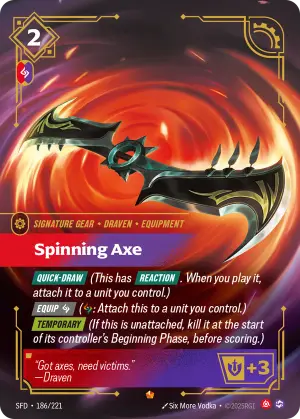 2
SIGNATURE GEAR • DRAVEN • EQUIPMENT
Spinning Axe
QUICK-DRAW (This has REACTION. When you play it,
attach it to a unit you control.)
EQUIP (: Attach this to a unit you control.)
TEMPORARY (If this is unattached, kill it at the start
of its controller's Beginning Phase, before scoring.)
"Got axes, need victims."
—Draven
+3
SFD • 186/221
Six More Vodka • ©2025RGI